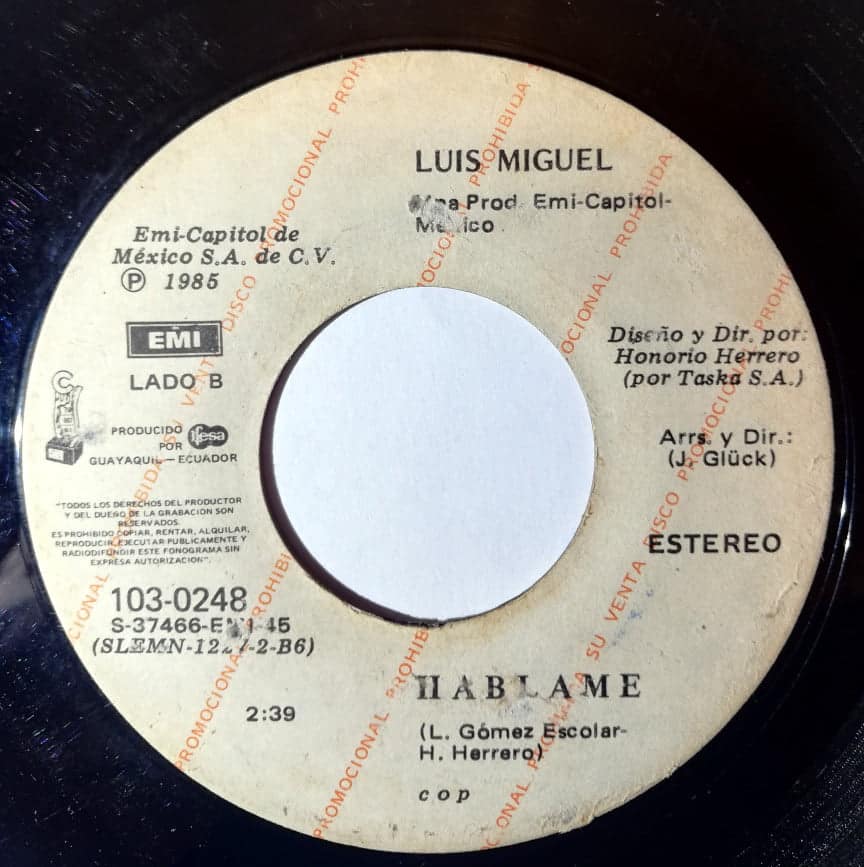 LUIS MIGUEL
Prod. Emi-Capitol-
Emi-Capitol de
México S.A. de C.V.
Ⓟ 1985
EMI
LADO B
PRODUCIDO
POR ifesa
GUAYAQUIL—ECUADOR
"TODOS LOS DERECHOS DEL PRODUCTOR
Y DEL DUEÑO DE LA GRABACION SON
RESERVADOS.
ES PROHIBIDO COPIAR, RENTAR, ALQUILAR,
REPRODUCIR, EJECUTAR PUBLICAMENTE Y
RADIODIFUNDIR ESTE FONOGRAMA SIN
EXPRESA AUTORIZACION".
103-0248
S-37466
2:39
Diseño y Dir. por:
Honorio Herrero
(por Taska S.A.)
Arrs. y Dir.:
(J. Glück)
ESTEREO
HABLAME
(L. Gómez Escolar-
H. Herrero)
cop
DISCO PROMOCIONAL PROHIBIDA SU VENTA